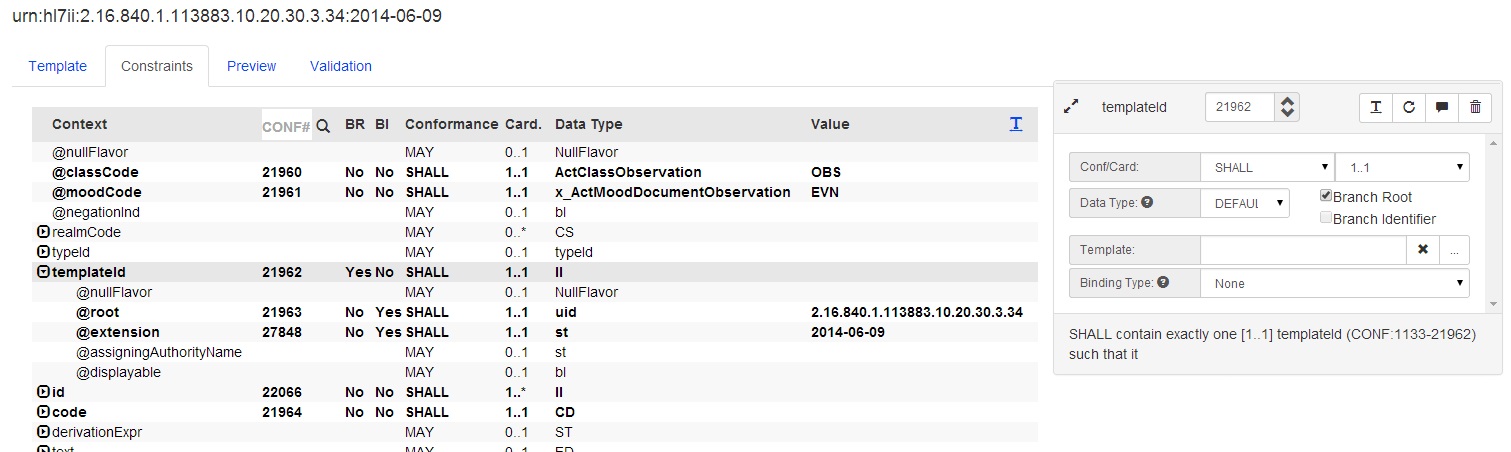 urn:hl7ii:2.16.840.1.113883.10.20.30.3.34:2014-06-09
Template Constraints Preview Validation
Context CONF# BR BI Conformance Card. Data Type Value T
@nullFlavor MAY 0..1 NullFlavor
@classCode 21960 No No SHALL 1..1 ActClassObservation OBS
@moodCode 21961 No No SHALL 1..1 x_ActMoodDocumentObservation EVN
@negationInd MAY 0..1 bl
realmCode MAY 0..* CS
typeId MAY 0..1 typeId
templateId 21962 Yes No SHALL 1..1 II
@nullFlavor MAY 0..1 NullFlavor
@root 21963 No Yes SHALL 1..1 uid 2.16.840.1.113883.10.20.30.3.34
@extension 27848 No Yes SHALL 1..1 st 2014-06-09
@assigningAuthorityName MAY 0..1 st
@displayable MAY 0..1 bl
id 22066 No No SHALL 1..* II
code 21964 No No SHALL 1..1 CD
derivationExpr MAY 0..1 ST
text MAY 0..1 ED
templateId 21962 T
Conf/Card: SHALL 1..1
Data Type: ? DEFAUL Branch Root
Branch Identifier
Template: ...
Binding Type: ? None
SHALL contain exactly one [1..1] templateId (CONF:1133-21962)
such that it